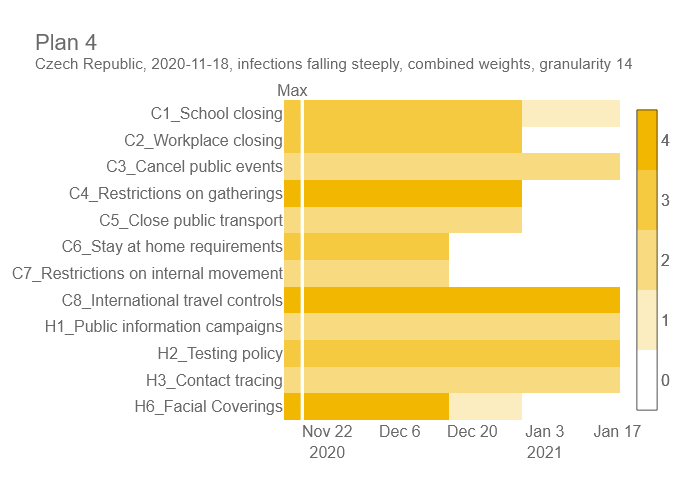 Plan 4
Czech Republic, 2020-11-18, infections falling steeply, combined weights, granularity 14
Max
C1_School closing
C2_Workplace closing
C3_Cancel public events
C4_Restrictions on gatherings
C5_Close public transport
C6_Stay at home requirements
C7_Restrictions on internal movement
C8_International travel controls
H1_Public information campaigns
H2_Testing policy
H3_Contact tracing
H6_Facial Coverings
4
3
2
1
0
Nov 22 Dec 6 Dec 20 Jan 3 Jan 17
2020 2021